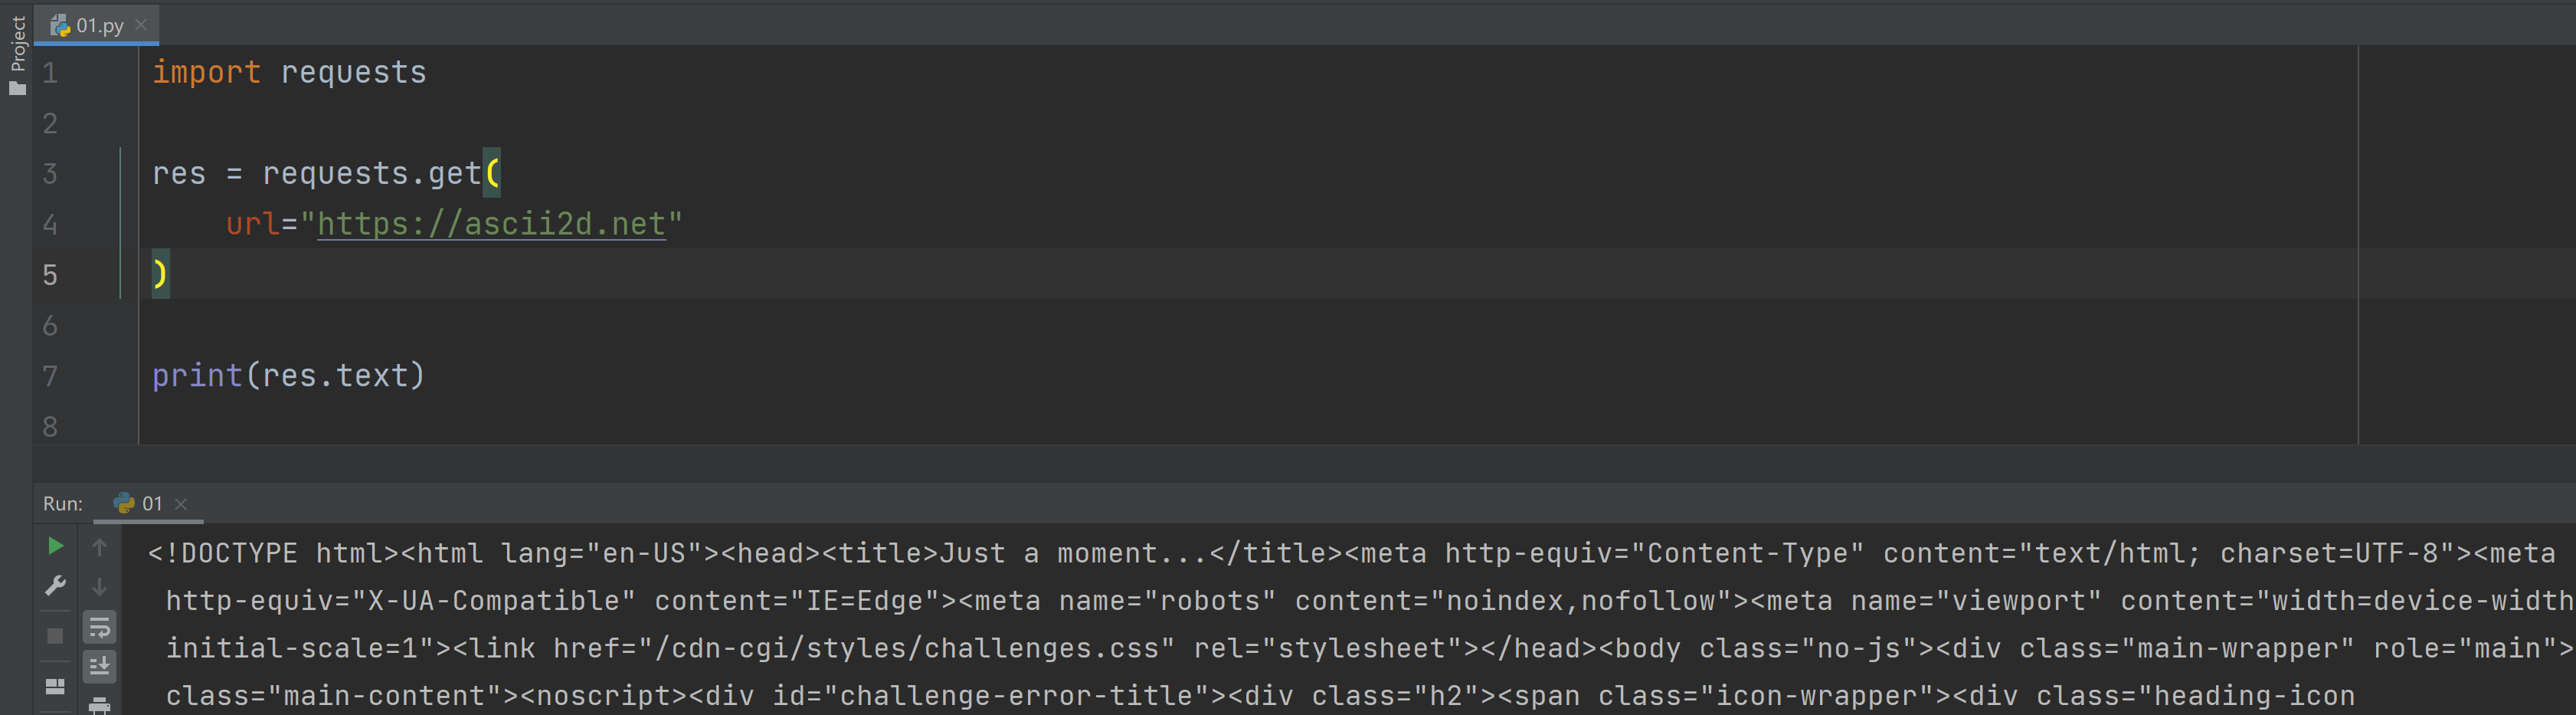 Project
01.py
1 import requests
2
3 res = requests.get(
4 url="https://ascii2d.net"
5 )
6
7 print(res.text)
8
Run: 01
<!DOCTYPE html><html lang="en-US"><head><title>Just a moment...</title><meta http-equiv="Content-Type" content="text/html; charset=UTF-8"><meta
http-equiv="X-UA-Compatible" content="IE=Edge"><meta name="robots" content="noindex,nofollow"><meta name="viewport" content="width=device-width
initial-scale=1"><link href="/cdn-cgi/styles/challenges.css" rel="stylesheet"></head><body class="no-js"><div class="main-wrapper" role="main">
class="main-content"><noscript><div id="challenge-error-title"><div class="h2"><span class="icon-wrapper"><div class="heading-icon